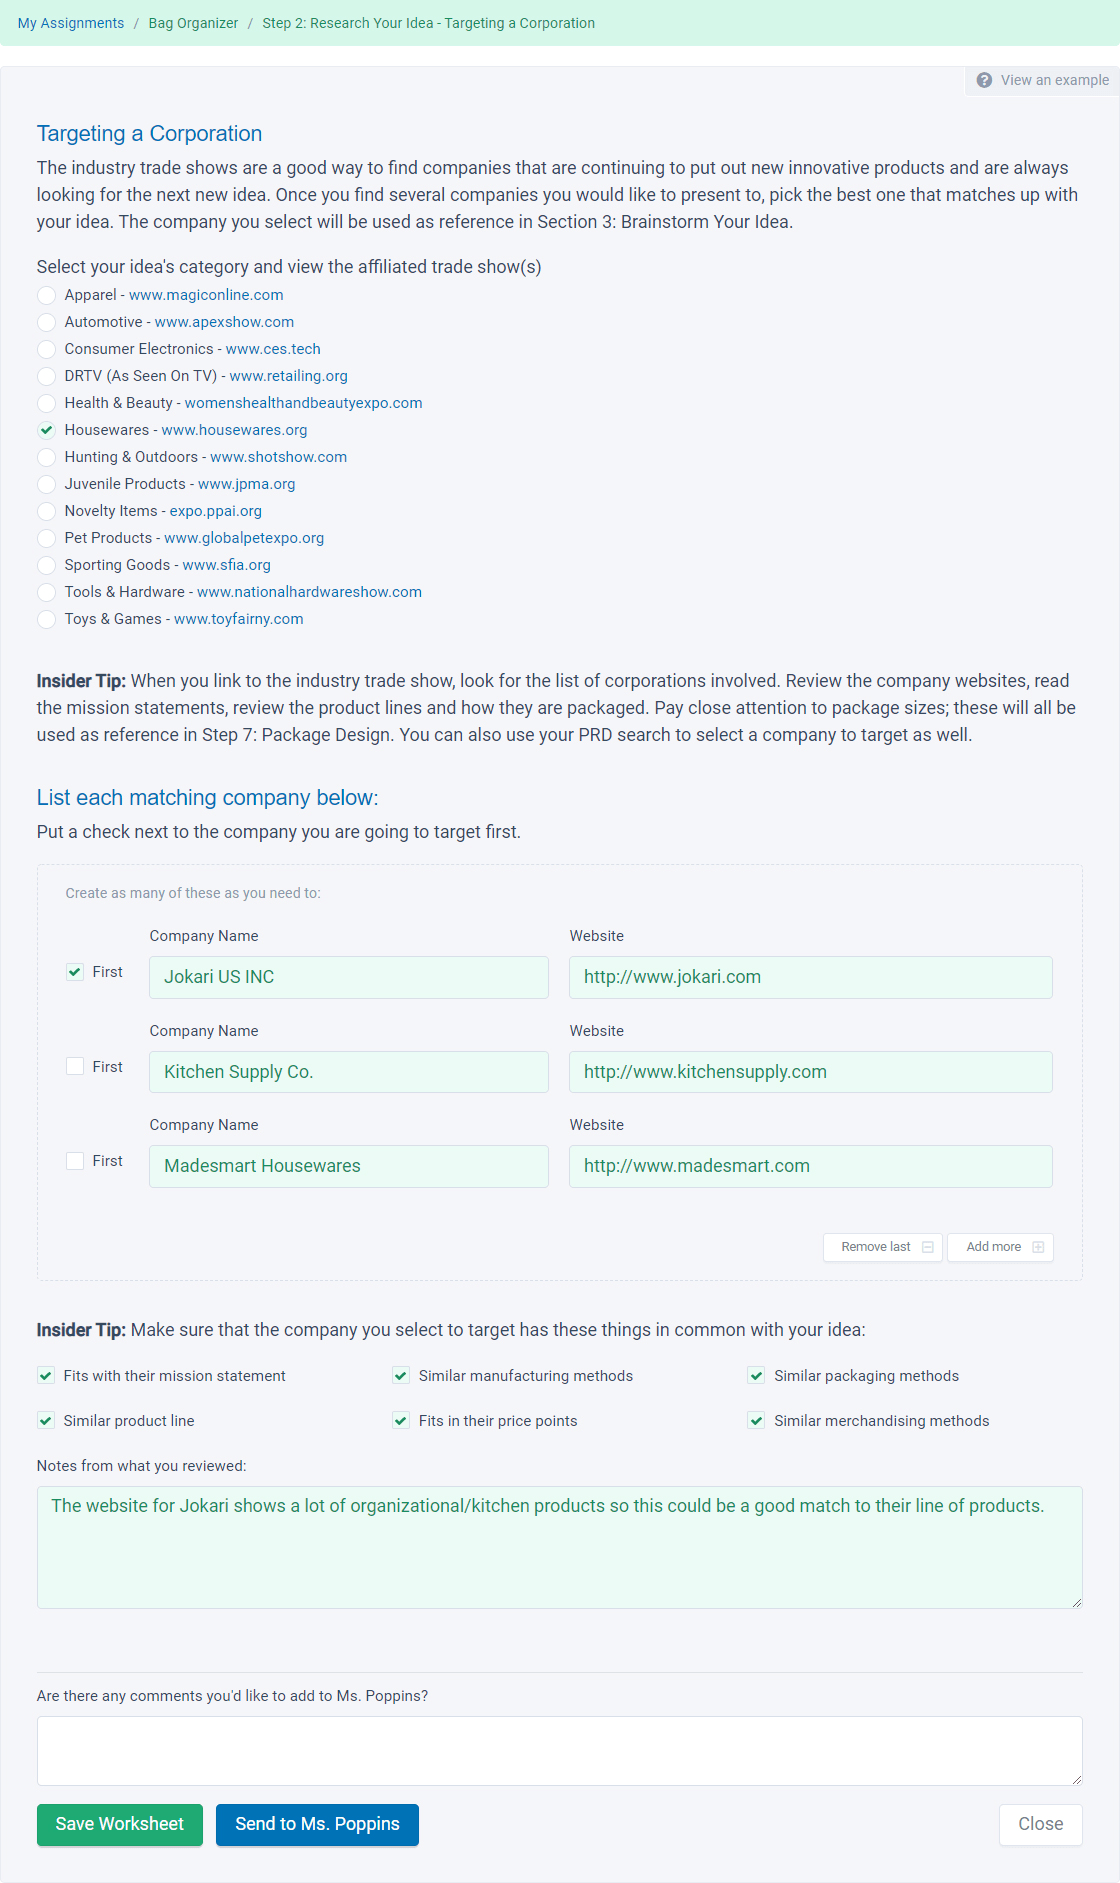 My Assignments / Bag Organizer / Step 2: Research Your Idea - Targeting a Corporation
View an example
Targeting a Corporation
The industry trade shows are a good way to find companies that are continuing to put out new innovative products and are always
looking for the next new idea. Once you find several companies you would like to present to, pick the best one that matches up with
your idea. The company you select will be used as reference in Section 3: Brainstorm Your Idea.
Select your idea's category and view the affiliated trade show(s)
Apparel - www.magiconline.com
Automotive - www.apexshow.com
Consumer Electronics - www.ces.tech
DRTV (As Seen On TV) - www.retailing.org
Health & Beauty - womenshealthandbeautyexpo.com
Housewares - www.housewares.org
Hunting & Outdoors - www.shotshow.com
Juvenile Products - www.jpma.org
Novelty Items - expo.ppai.org
Pet Products - www.globalpetexpo.org
Sporting Goods - www.sfia.org
Tools & Hardware - www.nationalhardwareshow.com
Toys & Games - www.toyfairny.com
Insider Tip: When you link to the industry trade show, look for the list of corporations involved. Review the company websites, read
the mission statements, review the product lines and how they are packaged. Pay close attention to package sizes; these will all be
used as reference in Step 7: Package Design. You can also use your PRD search to select a company to target as well.
List each matching company below:
Put a check next to the company you are going to target first.
Create as many of these as you need to:
Company Name Website
First Jokari US INC http://www.jokari.com
Company Name Website
First Kitchen Supply Co. http://www.kitchensupply.com
Company Name Website
First Madesmart Housewares http://www.madesmart.com
Remove last Add more
Insider Tip: Make sure that the company you select to target has these things in common with your idea:
Fits with their mission statement Similar manufacturing methods Similar packaging methods
Similar product line Fits in their price points Similar merchandising methods
Notes from what you reviewed:
The website for Jokari shows a lot of organizational/kitchen products so this could be a good match to their line of products.
Are there any comments you'd like to add to Ms. Poppins?
Save Worksheet Send to Ms. Poppins Close